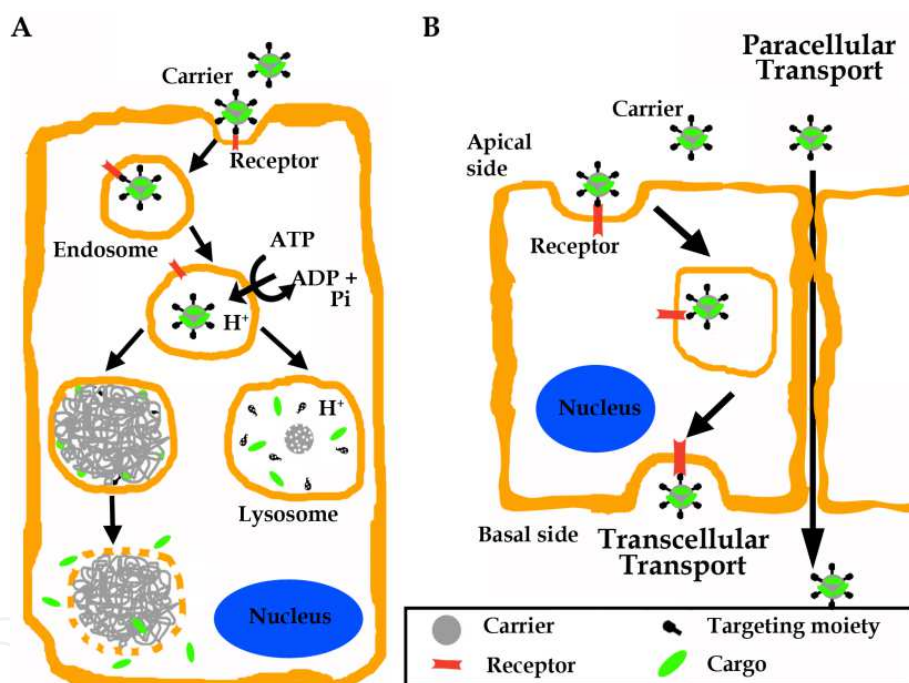 A
Carrier
Receptor
Endosome
ATP
ADP +
Pi
H+
H+
Lysosome
Nucleus
B
Paracellular
Transport
Carrier
Apical
side
Receptor
Nucleus
Basal side
Transcellular
Transport
Carrier
Targeting moiety
Receptor
Cargo